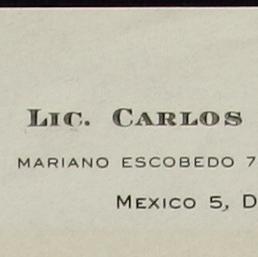 LIC. CARLOS
MARIANO ESCOBEDO 7
MEXICO 5, D